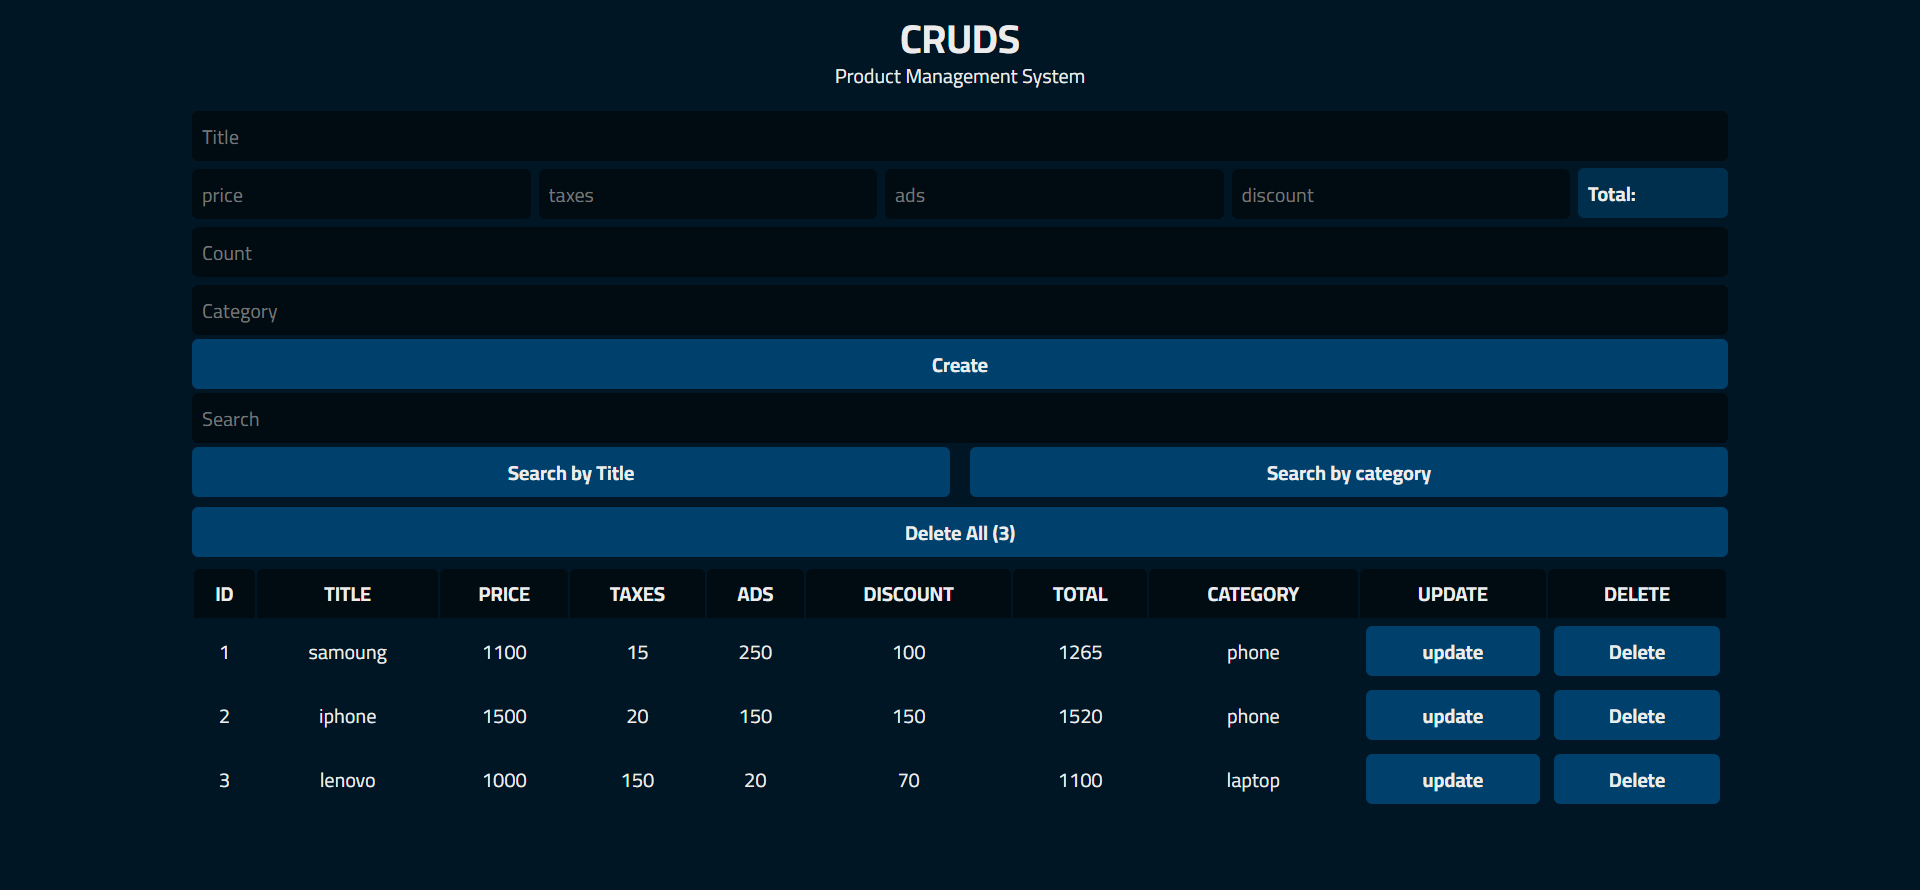 CRUDS
Product Management System
Title
price taxes ads discount Total:
Count
Category
Create
Search
Search by Title Search by category
Delete All (3)
ID TITLE PRICE TAXES ADS DISCOUNT TOTAL CATEGORY UPDATE DELETE
1 samoung 1100 15 250 100 1265 phone update Delete
2 iphone 1500 20 150 150 1520 phone update Delete
3 lenovo 1000 150 20 70 1100 laptop update Delete